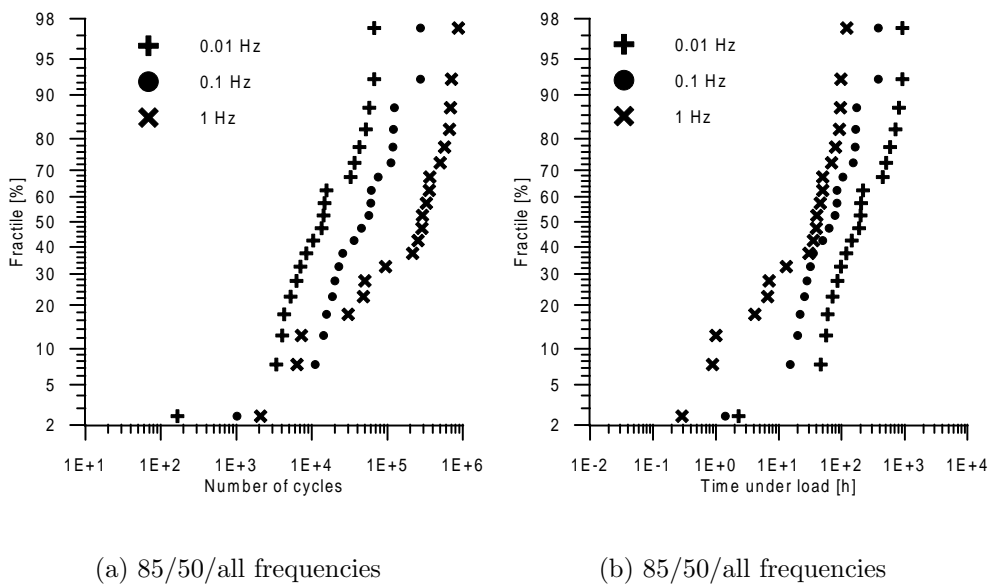 98
95
90
80
70
60
50
40
30
20
10
5
2
Fractile [%]
0.01 Hz
0.1 Hz
1 Hz
1E+1 1E+2 1E+3 1E+4 1E+5 1E+6
Number of cycles
(a) 85/50/all frequencies
98
95
90
80
70
60
50
40
30
20
10
5
2
Fractile [%]
0.01 Hz
0.1 Hz
1 Hz
1E-2 1E-1 1E+0 1E+1 1E+2 1E+3 1E+4
Time under load [h]
(b) 85/50/all frequencies